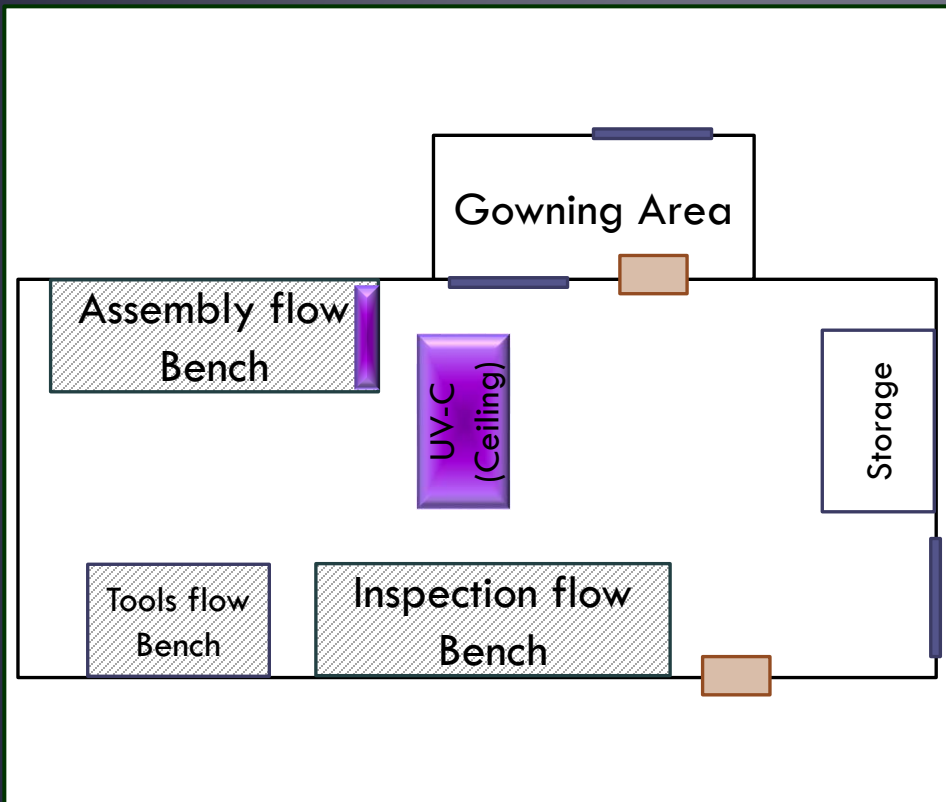 Gowning Area
Assembly flow
Bench
UV-C
(Ceiling)
Storage
Tools flow
Bench
Inspection flow
Bench